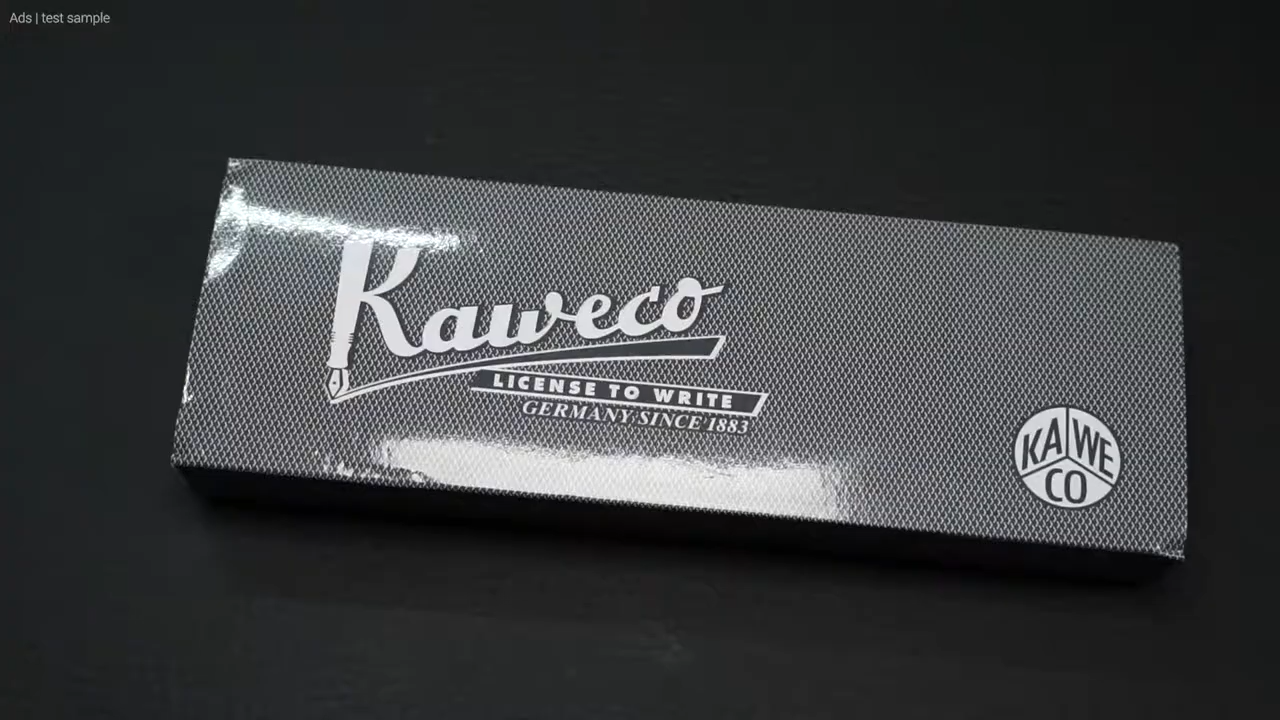 Ads | test sample
Kaweco
LICENSE TO WRITE
GERMANY SINCE 1883
KA WE
CO